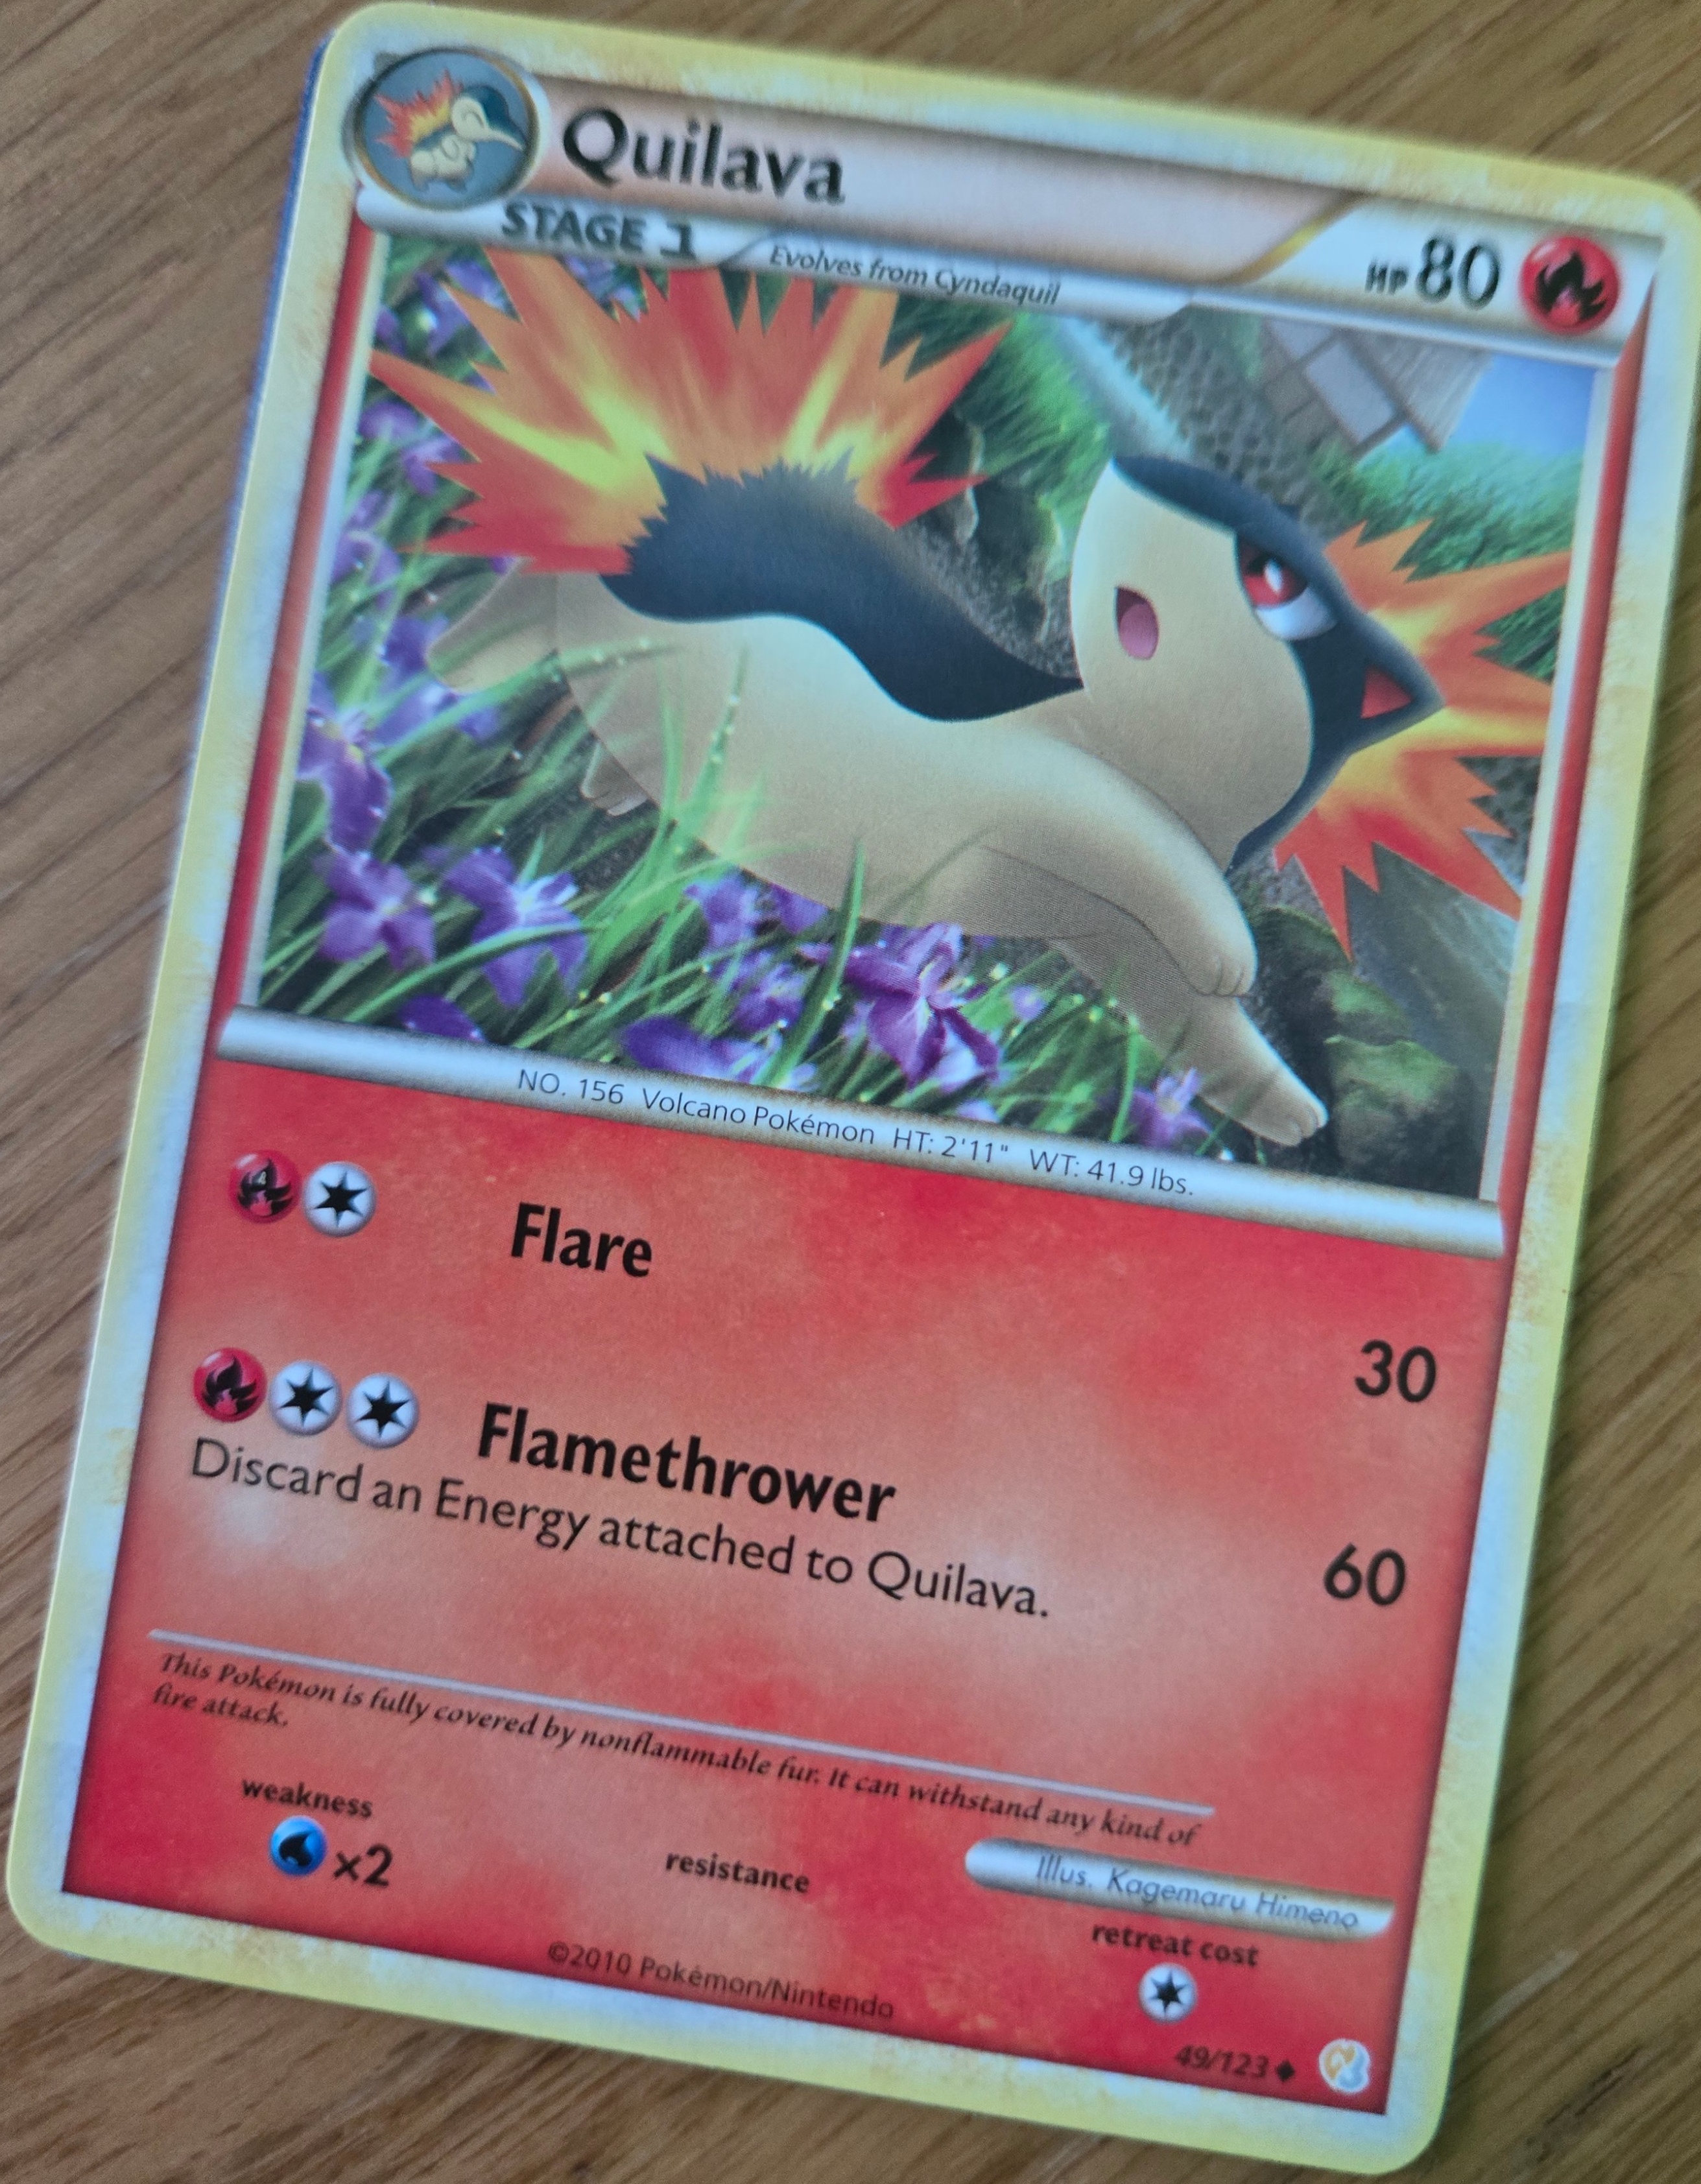 Quilava
STAGE 1
Evolves from Cyndaquil
HP 80
NO. 156 Volcano Pokémon HT: 2'11" WT: 41.9 lbs.
Flare
30
Flamethrower
60
Discard an Energy attached to Quilava.
This Pokémon is fully covered by nonflammable fur. It can withstand any kind of
fire attack.
weakness
x2
resistance
Illus. Kagemaru Himeno
retreat cost
©2010 Pokémon/Nintendo
49/123